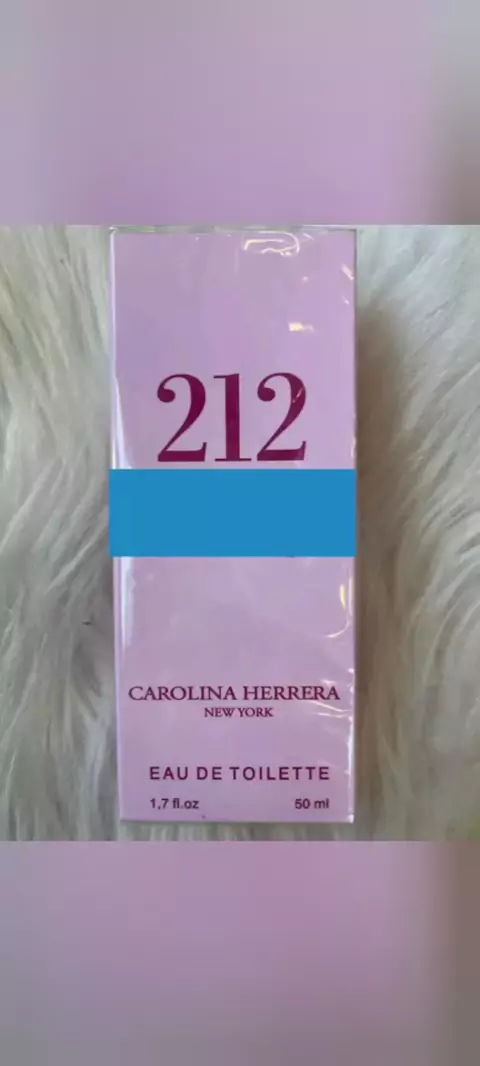 212
CAROLINA HERRERA
NEW YORK
EAU DE TOILETTE
1,7 fl.oz 50 ml